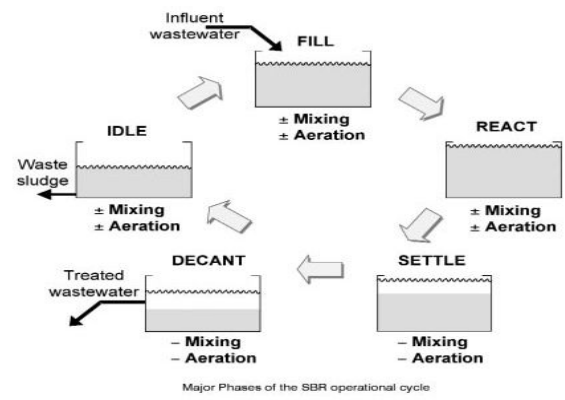 Influent
wastewater
FILL
± Mixing
± Aeration
REACT
± Mixing
± Aeration
SETTLE
– Mixing
– Aeration
DECANT
Treated
wastewater
– Mixing
– Aeration
IDLE
Waste
sludge
± Mixing
± Aeration
Major Phases of the SBR operational cycle